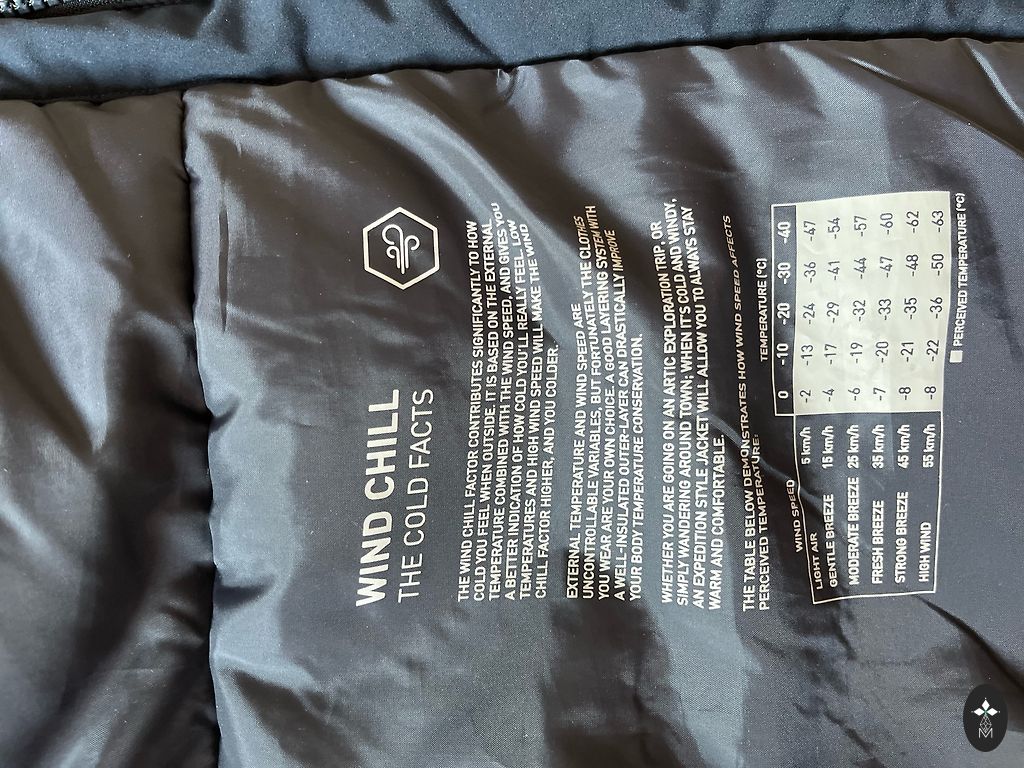 WIND CHILL
THE COLD FACTS
THE WIND CHILL FACTOR CONTRIBUTES SIGNIFICANTLY TO HOW
COLD YOU FEEL WHEN OUTSIDE. IT IS BASED ON THE EXTERNAL
TEMPERATURE COMBINED WITH THE WIND SPEED, AND GIVES YOU
A BETTER INDICATION OF HOW COLD YOU'LL REALLY FEEL. LOW
TEMPERATURES AND HIGH WIND SPEED WILL MAKE THE WIND
CHILL FACTOR HIGHER, AND YOU COLDER.
EXTERNAL TEMPERATURE AND WIND SPEED ARE
UNCONTROLLABLE VARIABLES, BUT FORTUNATELY THE CLOTHES
YOU WEAR ARE YOUR OWN CHOICE. A GOOD LAYERING SYSTEM WITH
A WELL-INSULATED OUTER-LAYER CAN DRASTICALLY IMPROVE
YOUR BODY TEMPERATURE CONSERVATION.
WHETHER YOU ARE GOING ON AN ARTIC EXPLORATION TRIP, OR
SIMPLY WANDERING AROUND TOWN; WHEN IT'S COLD AND WINDY,
AN EXPEDITION STYLE JACKET WILL ALLOW YOU TO ALWAYS STAY
WARM AND COMFORTABLE.
THE TABLE BELOW DEMONSTRATES HOW WIND SPEED AFFECTS
PERCEIVED TEMPERATURE:
TEMPERATURE (°C)
WIND SPEED 0 -10 -20 -30 -40
LIGHT AIR 5 km/h -2 -13 -24 -36 -47
GENTLE BREEZE 15 km/h -4 -17 -29 -41 -54
MODERATE BREEZE 25 km/h -6 -19 -32 -44 -57
FRESH BREEZE 35 km/h -7 -20 -33 -47 -60
STRONG BREEZE 45 km/h -8 -21 -35 -48 -62
HIGH WIND 55 km/h -8 -22 -36 -50 -63
PERCEIVED TEMPERATURE (°C)
M